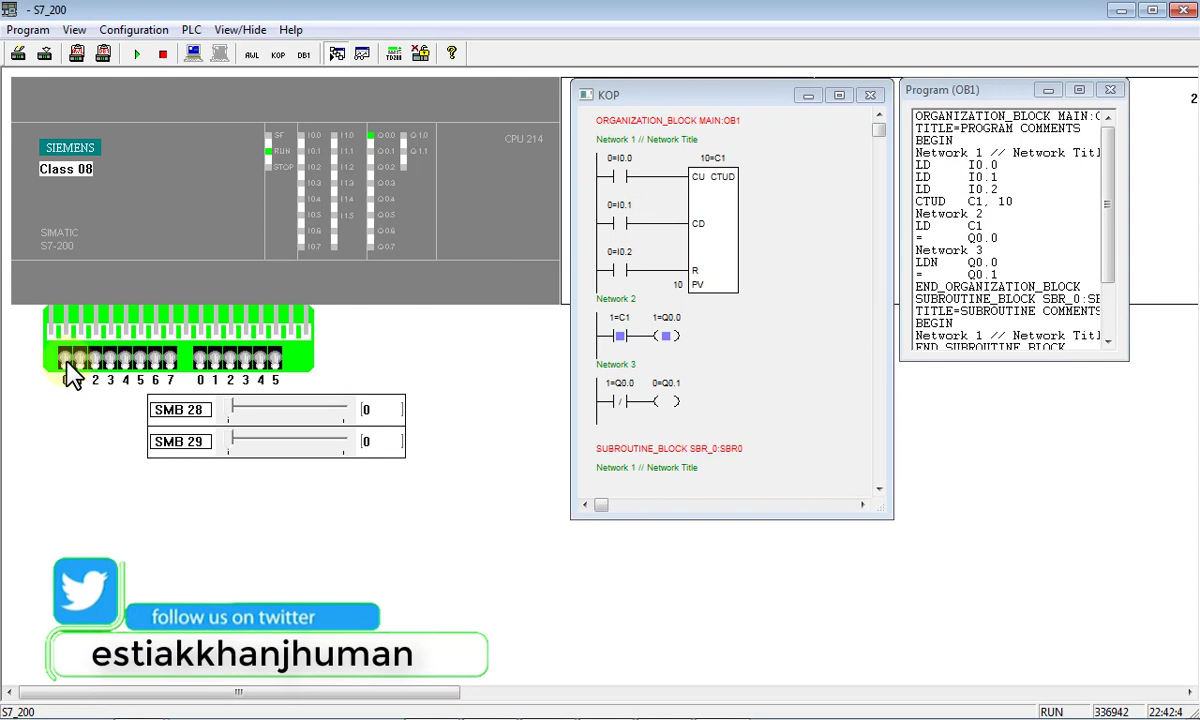 - S7_200
Program View Configuration PLC View/Hide Help
AWL KOP DB1
SIEMENS
Class 08
SIMATIC
S7-200
SF
RUN
STOP
I0.0 I1.0 Q0.0 Q1.0
I0.1 I1.1 Q0.1 Q1.1
I0.2 I1.2 Q0.2
I0.3 I1.3 Q0.3
I0.4 I1.4 Q0.4
I0.5 I1.5 Q0.5
I0.6 Q0.6
I0.7 Q0.7
CPU 214
2 3 4 5 6 7 0 1 2 3 4 5
SMB 28 0
SMB 29 0
KOP
ORGANIZATION_BLOCK MAIN:OB1
Network 1 // Network Title
0=I0.0 10=C1
CU CTUD
0=I0.1
CD
0=I0.2
R
10 PV
Network 2
1=C1 1=Q0.0
Network 3
1=Q0.0 0=Q0.1
SUBROUTINE_BLOCK SBR_0:SBR0
Network 1 // Network Title
Program (OB1)
ORGANIZATION_BLOCK MAIN:O
TITLE=PROGRAM COMMENTS
BEGIN
Network 1 // Network Titl
LD I0.0
LD I0.1
LD I0.2
CTUD C1, 10
Network 2
LD C1
= Q0.0
Network 3
LDN Q0.0
= Q0.1
END_ORGANIZATION_BLOCK
SUBROUTINE_BLOCK SBR_0:SB
TITLE=SUBROUTINE COMMENTS
BEGIN
Network 1 // Network Titl
END_SUBROUTINE_BLOCK
2
follow us on twitter
estiakkhanjhuman
S7_200 RUN 336942 22:42:4